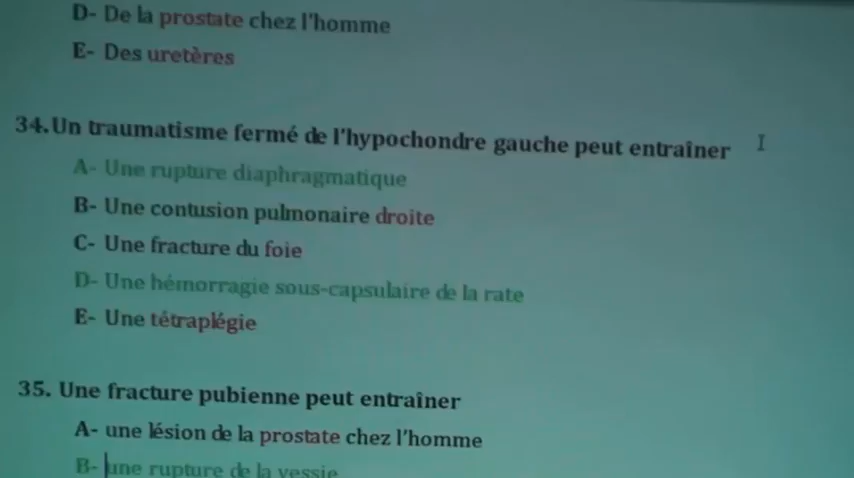 D- De la prostate chez l'homme
E- Des uretères
34.Un traumatisme fermé de l'hypochondre gauche peut entraîner
A- Une rupture diaphragmatique
B- Une contusion pulmonaire droite
C- Une fracture du foie
D- Une hémorragie sous-capsulaire de la rate
E- Une tétraplégie
35. Une fracture pubienne peut entraîner
A- une lésion de la prostate chez l'homme
B- une rupture de la vessie